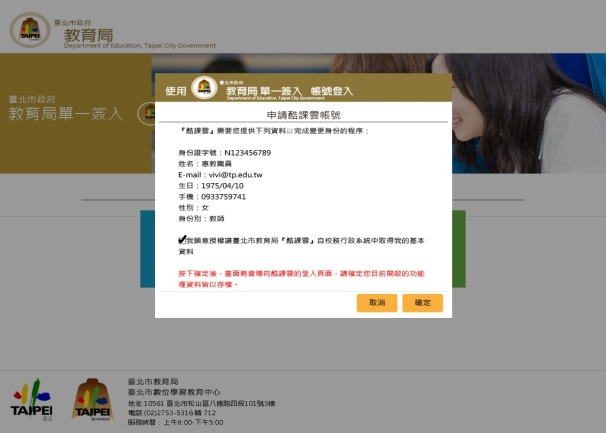 臺北市政府
教育局
Department of Education, Taipei City Government
TAIPEI
臺北市政府
教育局單一簽入
使用 臺北市政府 教育局單一簽入 帳號登入
Department of Education, Taipei City Government
申請酷課雲帳號
『酷課雲』需要您提供下列資料以完成變更身份的程序：
身份證字號：N123456789
姓名：惠教職員
E-mail：vivi@tp.edu.tw
生日：1975/04/10
手機：0933759741
性別：女
身份別：教師
我願意授權讓臺北市教育局『酷課雲』自校務行政系統中取得我的基本
資料
按下確定後，畫面將會導向酷課雲的登入頁面，請確定您目前開啟的功能
裡資料皆以存檔。
取消 確定
臺北市教育局
臺北市數位學習教育中心
地址:10561 臺北市松山區八德路四段101號3樓
電話:(02)2753-5316 轉 712
服務時間：上午8:00-下午5:00
TAIPEI
臺北
TAIPEI